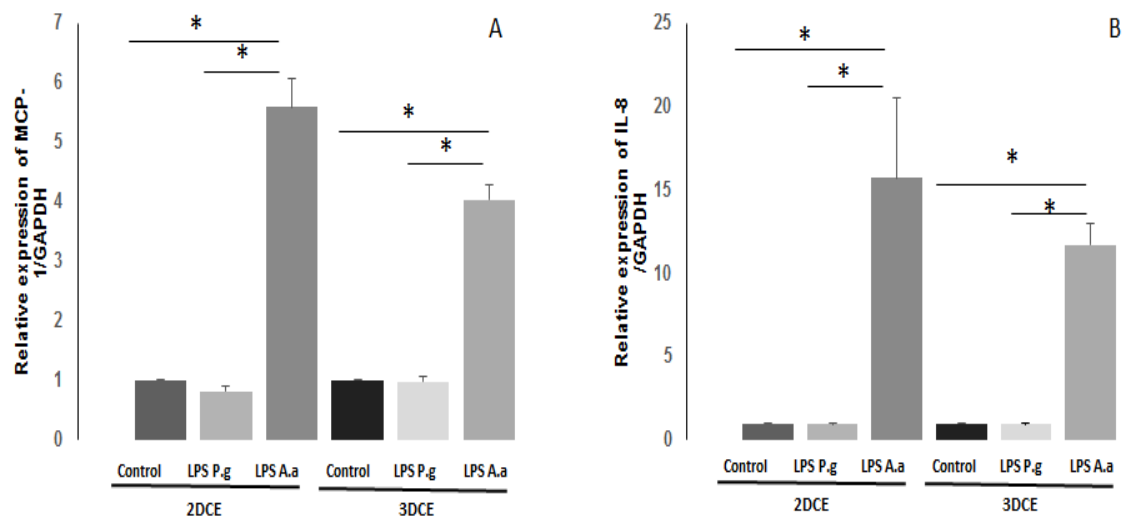 A
Relative expression of MCP-
1/GAPDH
7
6
5
4
3
2
1
0
*
*
*
*
Control LPS P.g LPS A.a Control LPS P.g LPS A.a
2DCE 3DCE
B
Relative expression of IL-8
/GAPDH
25
20
15
10
5
0
*
*
*
*
Control LPS P.g LPS A.a Control LPS P.g LPS A.a
2DCE 3DCE